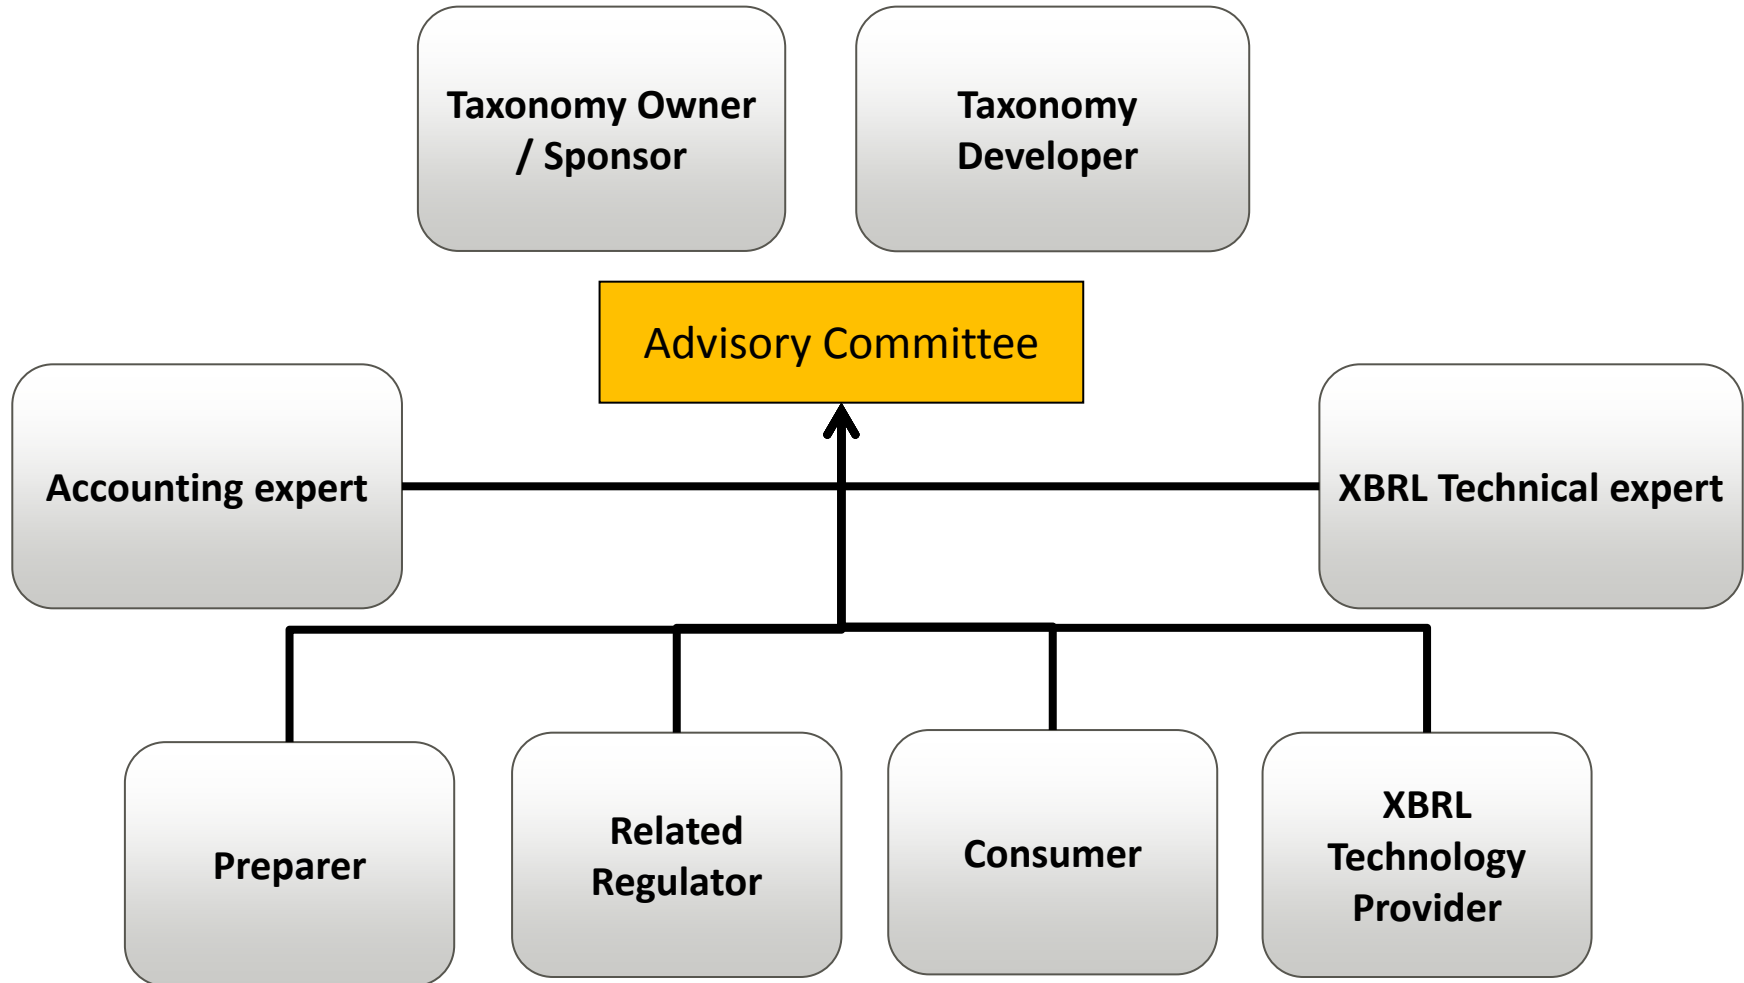 Taxonomy Owner
/ Sponsor
Taxonomy
Developer
Advisory Committee
Accounting expert
XBRL Technical expert
Preparer
Related
Regulator
Consumer
XBRL
Technology
Provider